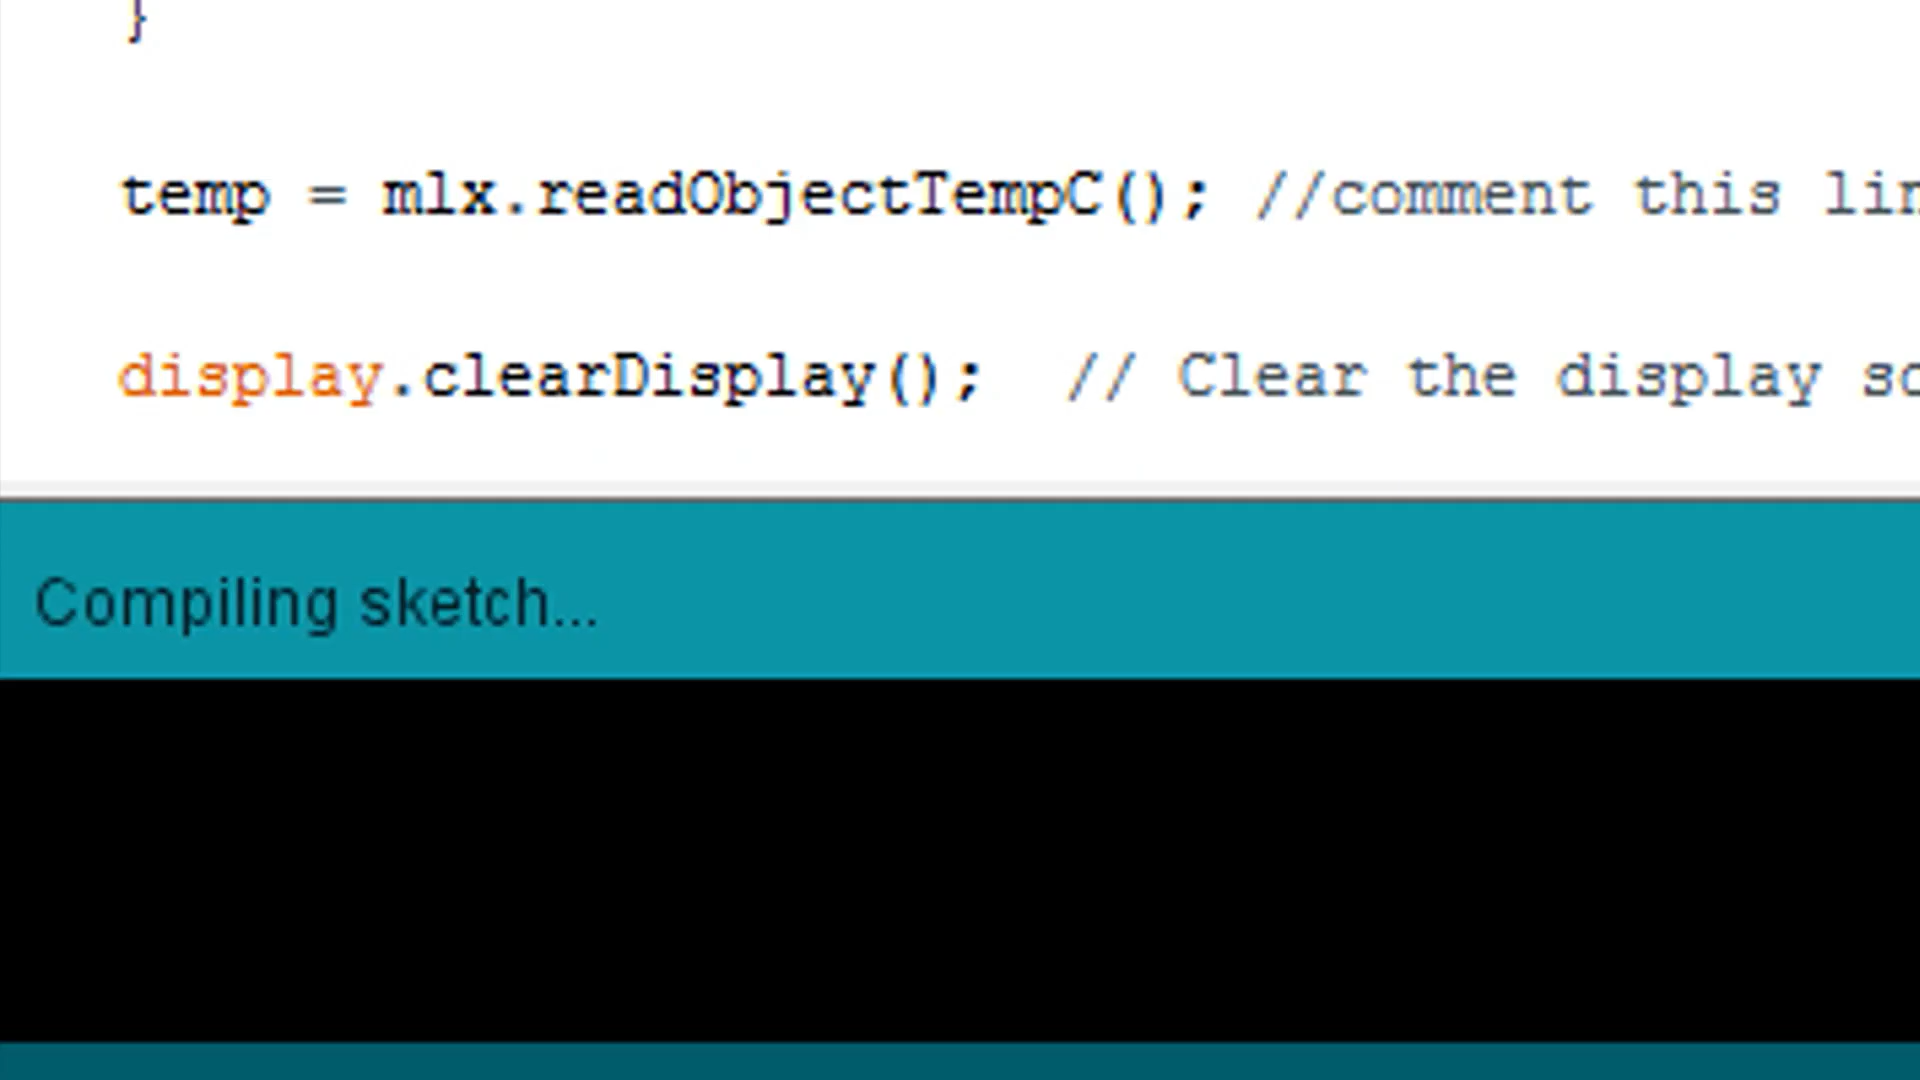 }
temp = mlx.readObjectTempC(); //comment this
display.clearDisplay();  // Clear the display
Compiling sketch...